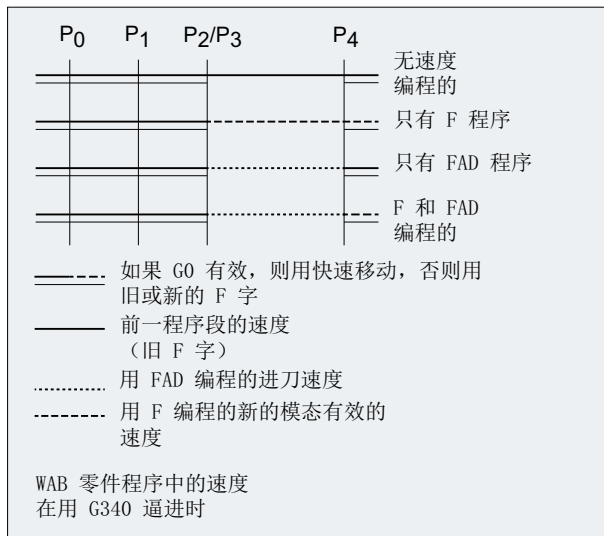 P0 P1 P2/P3 P4
无速度
编程的
只有 F 程序
只有 FAD 程序
F 和 FAD
编程的
如果 G0 有效，则用快速移动，否则用
旧或新的 F 字
前一程序段的速度
（旧 F 字）
用 FAD 编程的进刀速度
用 F 编程的新的模态有效的
速度
WAB 零件程序中的速度
在用 G340 逼进时